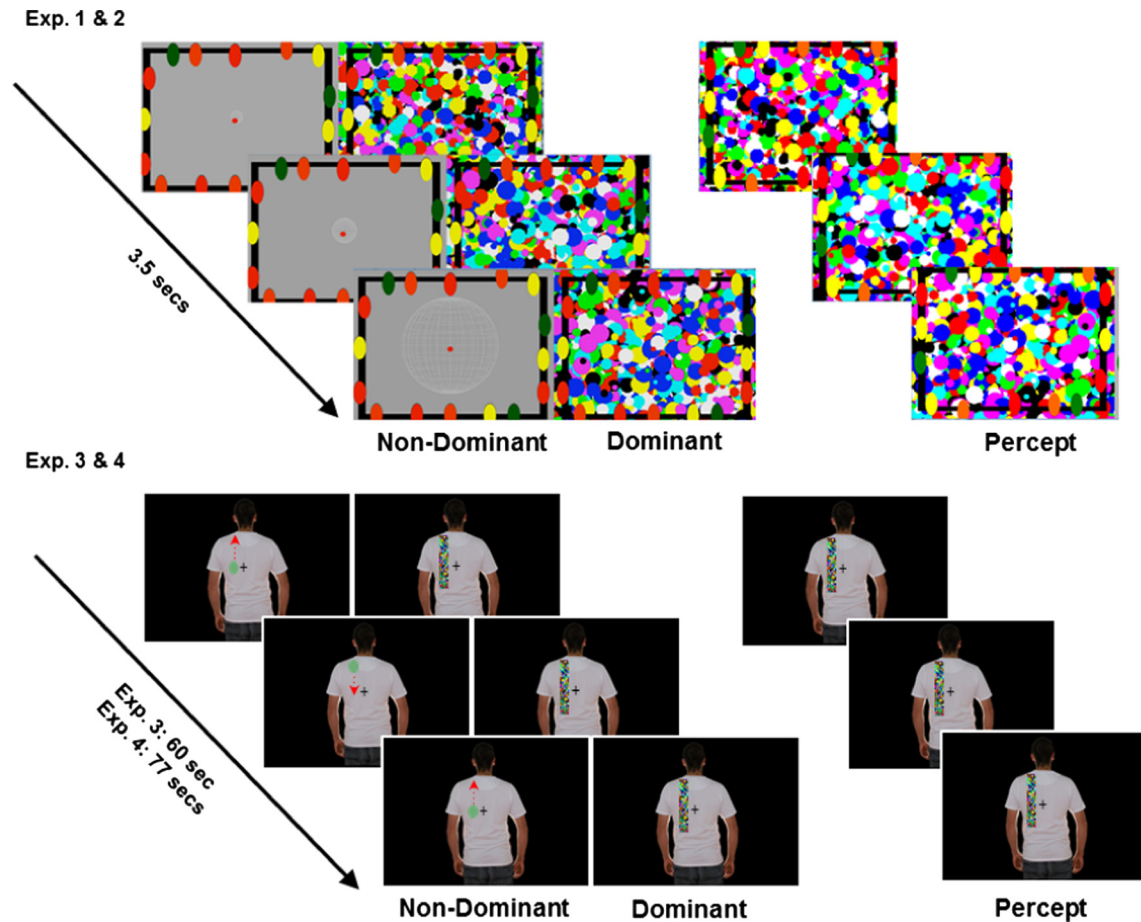 Exp. 1 & 2
3.5 secs
Non-Dominant
Dominant
Percept
Exp. 3 & 4
Exp. 3: 60 sec
Exp. 4: 77 secs
Non-Dominant
Dominant
Percept